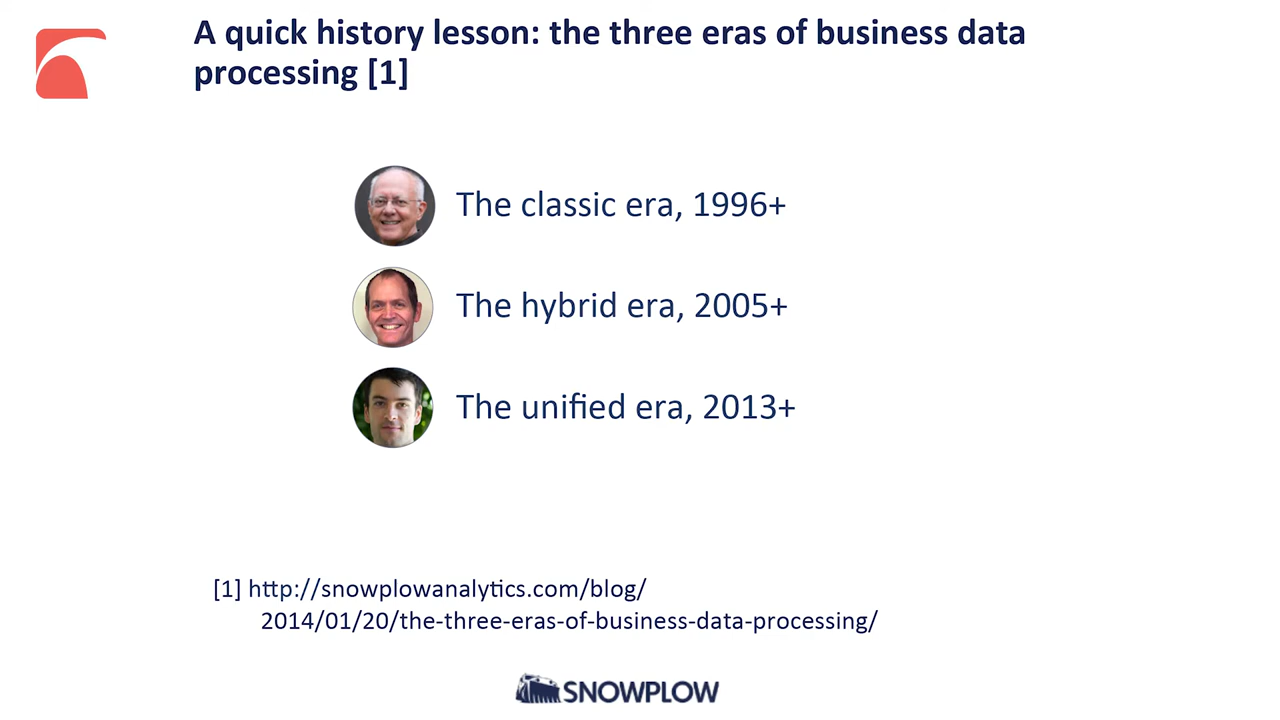 A quick history lesson: the three eras of business data
processing [1]
The classic era, 1996+
The hybrid era, 2005+
The unified era, 2013+
[1] http://snowplowanalytics.com/blog/
2014/01/20/the-three-eras-of-business-data-processing/
SNOWPLOW